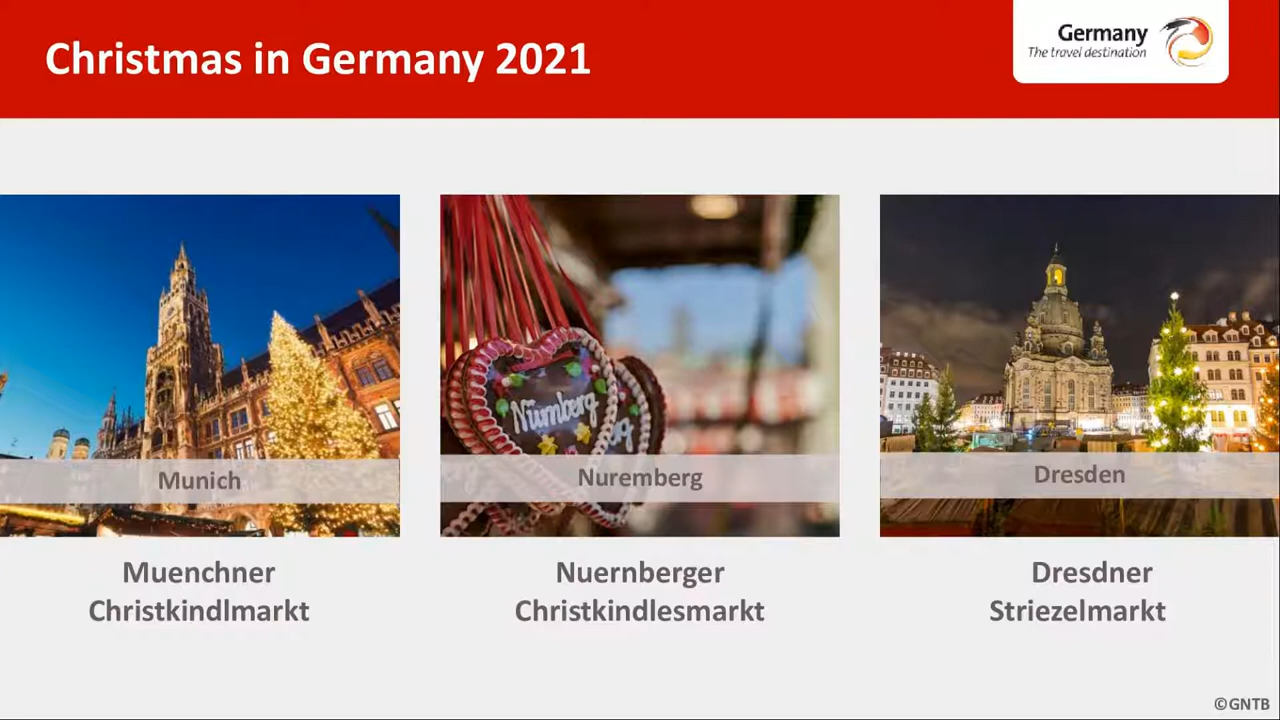 Christmas in Germany 2021
Germany
The travel destination
Nürnberg
Munich
Nuremberg
Dresden
Muenchner
Christkindlmarkt
Nuernberger
Christkindlesmarkt
Dresdner
Striezelmarkt
©GNTB